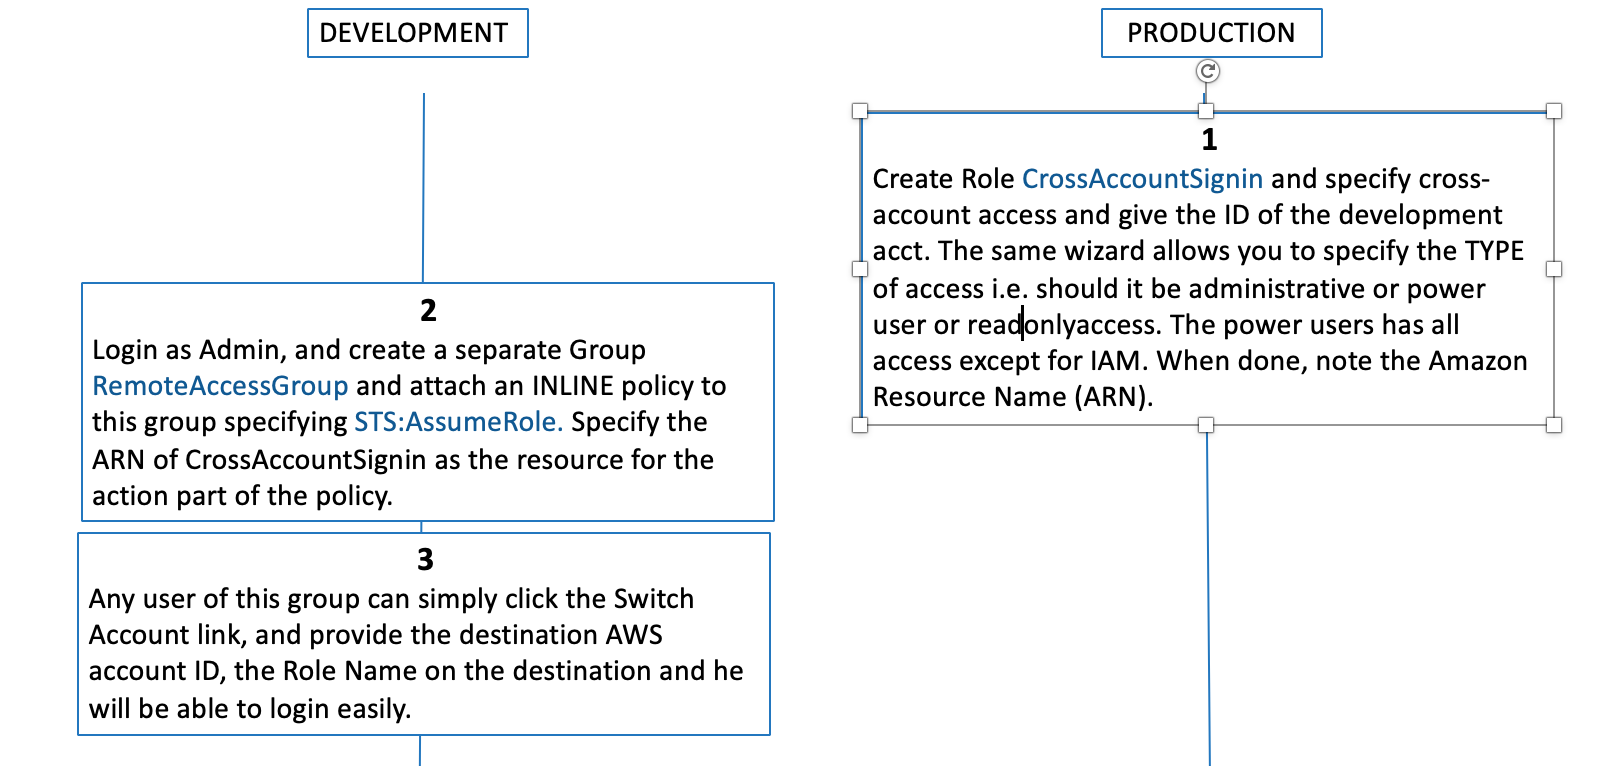 DEVELOPMENT
PRODUCTION
1
Create Role CrossAccountSignin and specify cross-
account access and give the ID of the development
acct. The same wizard allows you to specify the TYPE
of access i.e. should it be administrative or power
user or readonlyaccess. The power users has all
access except for IAM. When done, note the Amazon
Resource Name (ARN).
2
Login as Admin, and create a separate Group
RemoteAccessGroup and attach an INLINE policy to
this group specifying STS:AssumeRole. Specify the
ARN of CrossAccountSignin as the resource for the
action part of the policy.
3
Any user of this group can simply click the Switch
Account link, and provide the destination AWS
account ID, the Role Name on the destination and he
will be able to login easily.